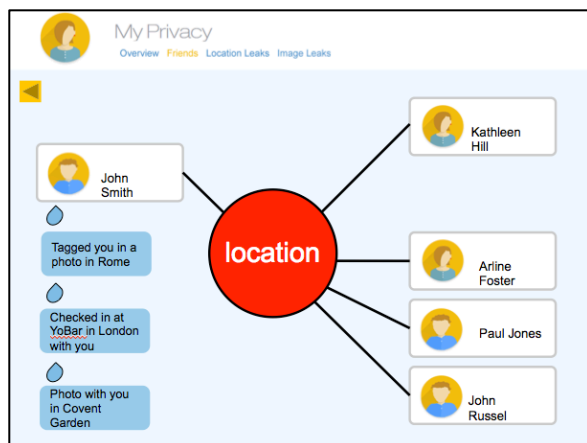 My Privacy
Overview Friends Location Leaks Image Leaks
John
Smith
Tagged you in a
photo in Rome
Checked in at
YoBar in London
with you
Photo with you
in Covent
Garden
location
Kathleen
Hill
Arline
Foster
Paul Jones
John
Russel